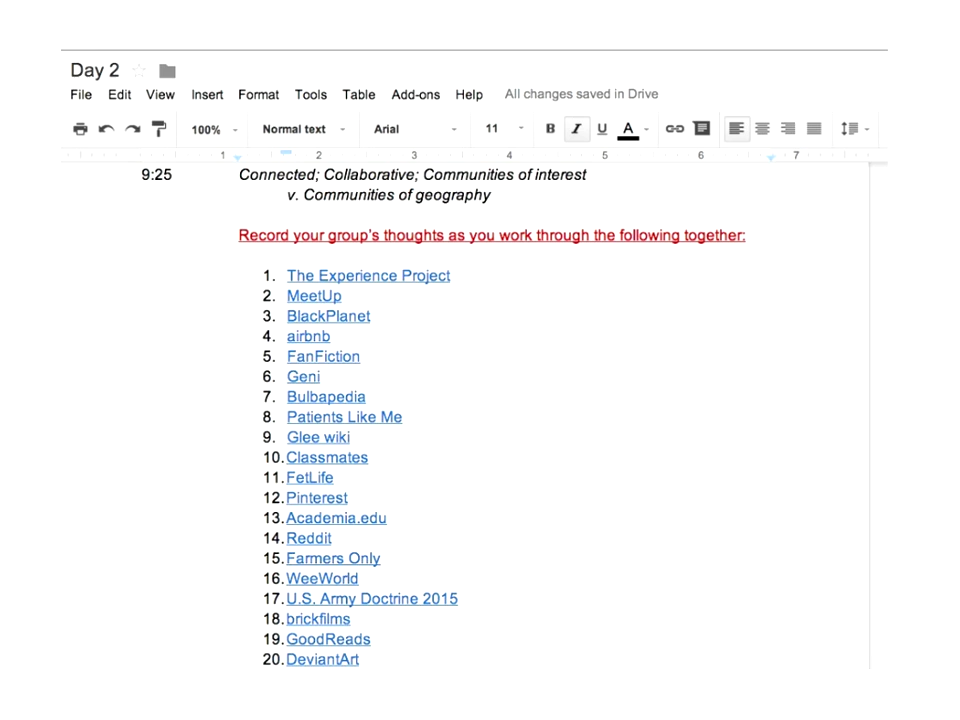 Day 2
File Edit View Insert Format Tools Table Add-ons Help All changes saved in Drive
100% Normal text Arial 11 B I U A
1 2 3 4 5 6 7
9:25 Connected; Collaborative; Communities of interest
v. Communities of geography
Record your group's thoughts as you work through the following together:
1. The Experience Project
2. MeetUp
3. BlackPlanet
4. airbnb
5. FanFiction
6. Geni
7. Bulbapedia
8. Patients Like Me
9. Glee wiki
10. Classmates
11. FetLife
12. Pinterest
13. Academia.edu
14. Reddit
15. Farmers Only
16. WeeWorld
17. U.S. Army Doctrine 2015
18. brickfilms
19. GoodReads
20. DeviantArt